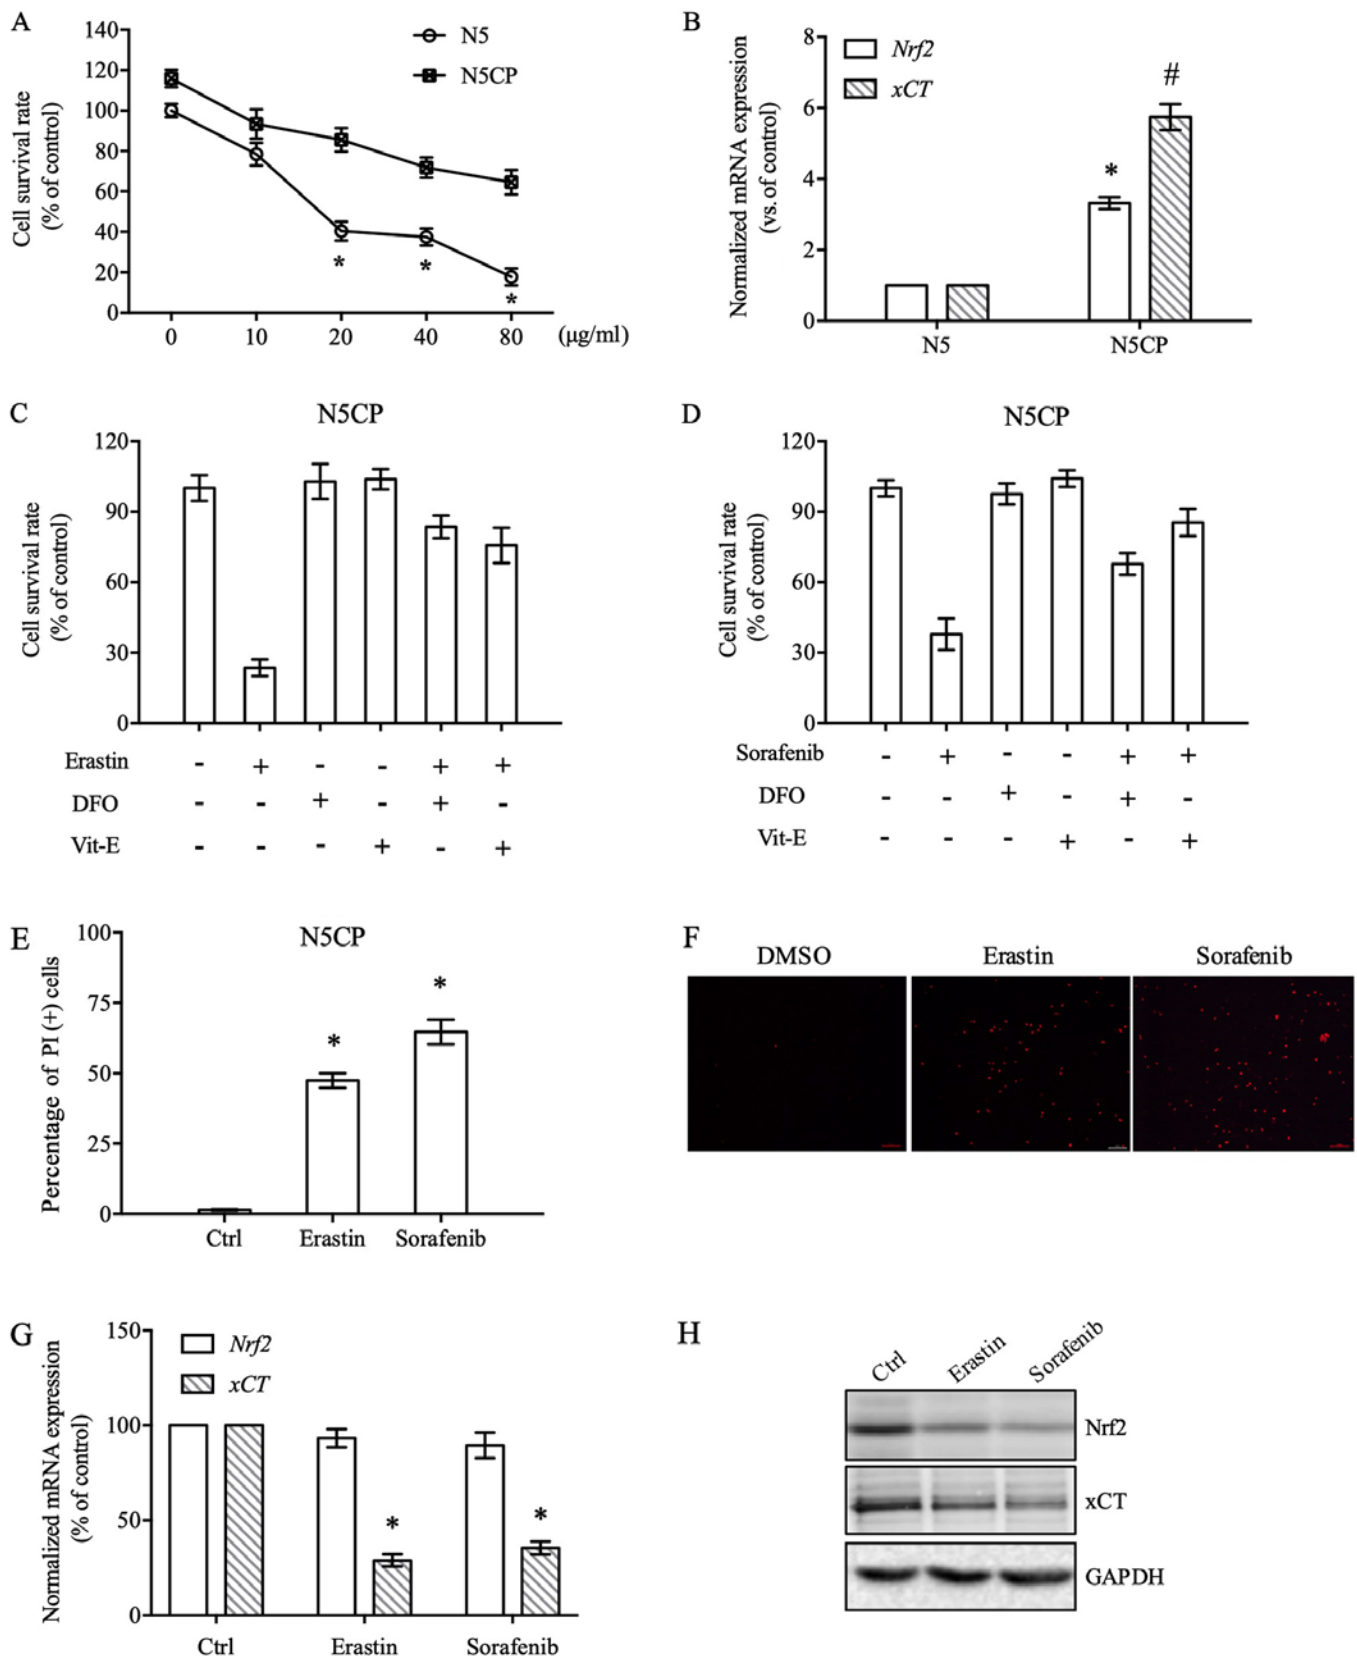 A
140
120
100
80
60
40
20
0
Cell survival rate
(% of control)
N5
N5CP
*
*
*
0 10 20 40 80 (μg/ml)
B
8
6
4
2
0
Normalized mRNA expression
(vs. of control)
Nrf2
xCT
*
#
N5 N5CP
C
N5CP
120
90
60
30
0
Cell survival rate
(% of control)
Erastin - + - - + +
DFO - - + - + -
Vit-E - - - + - +
D
N5CP
120
90
60
30
0
Cell survival rate
(% of control)
Sorafenib - + - - + +
DFO - - + - + -
Vit-E - - - + - +
E
N5CP
100
75
50
25
0
Percentage of PI (+) cells
*
*
Ctrl Erastin Sorafenib
F
DMSO Erastin Sorafenib
G
150
100
50
0
Normalized mRNA expression
(% of control)
Nrf2
xCT
*
*
Ctrl Erastin Sorafenib
H
Ctrl Erastin Sorafenib
Nrf2
xCT
GAPDH